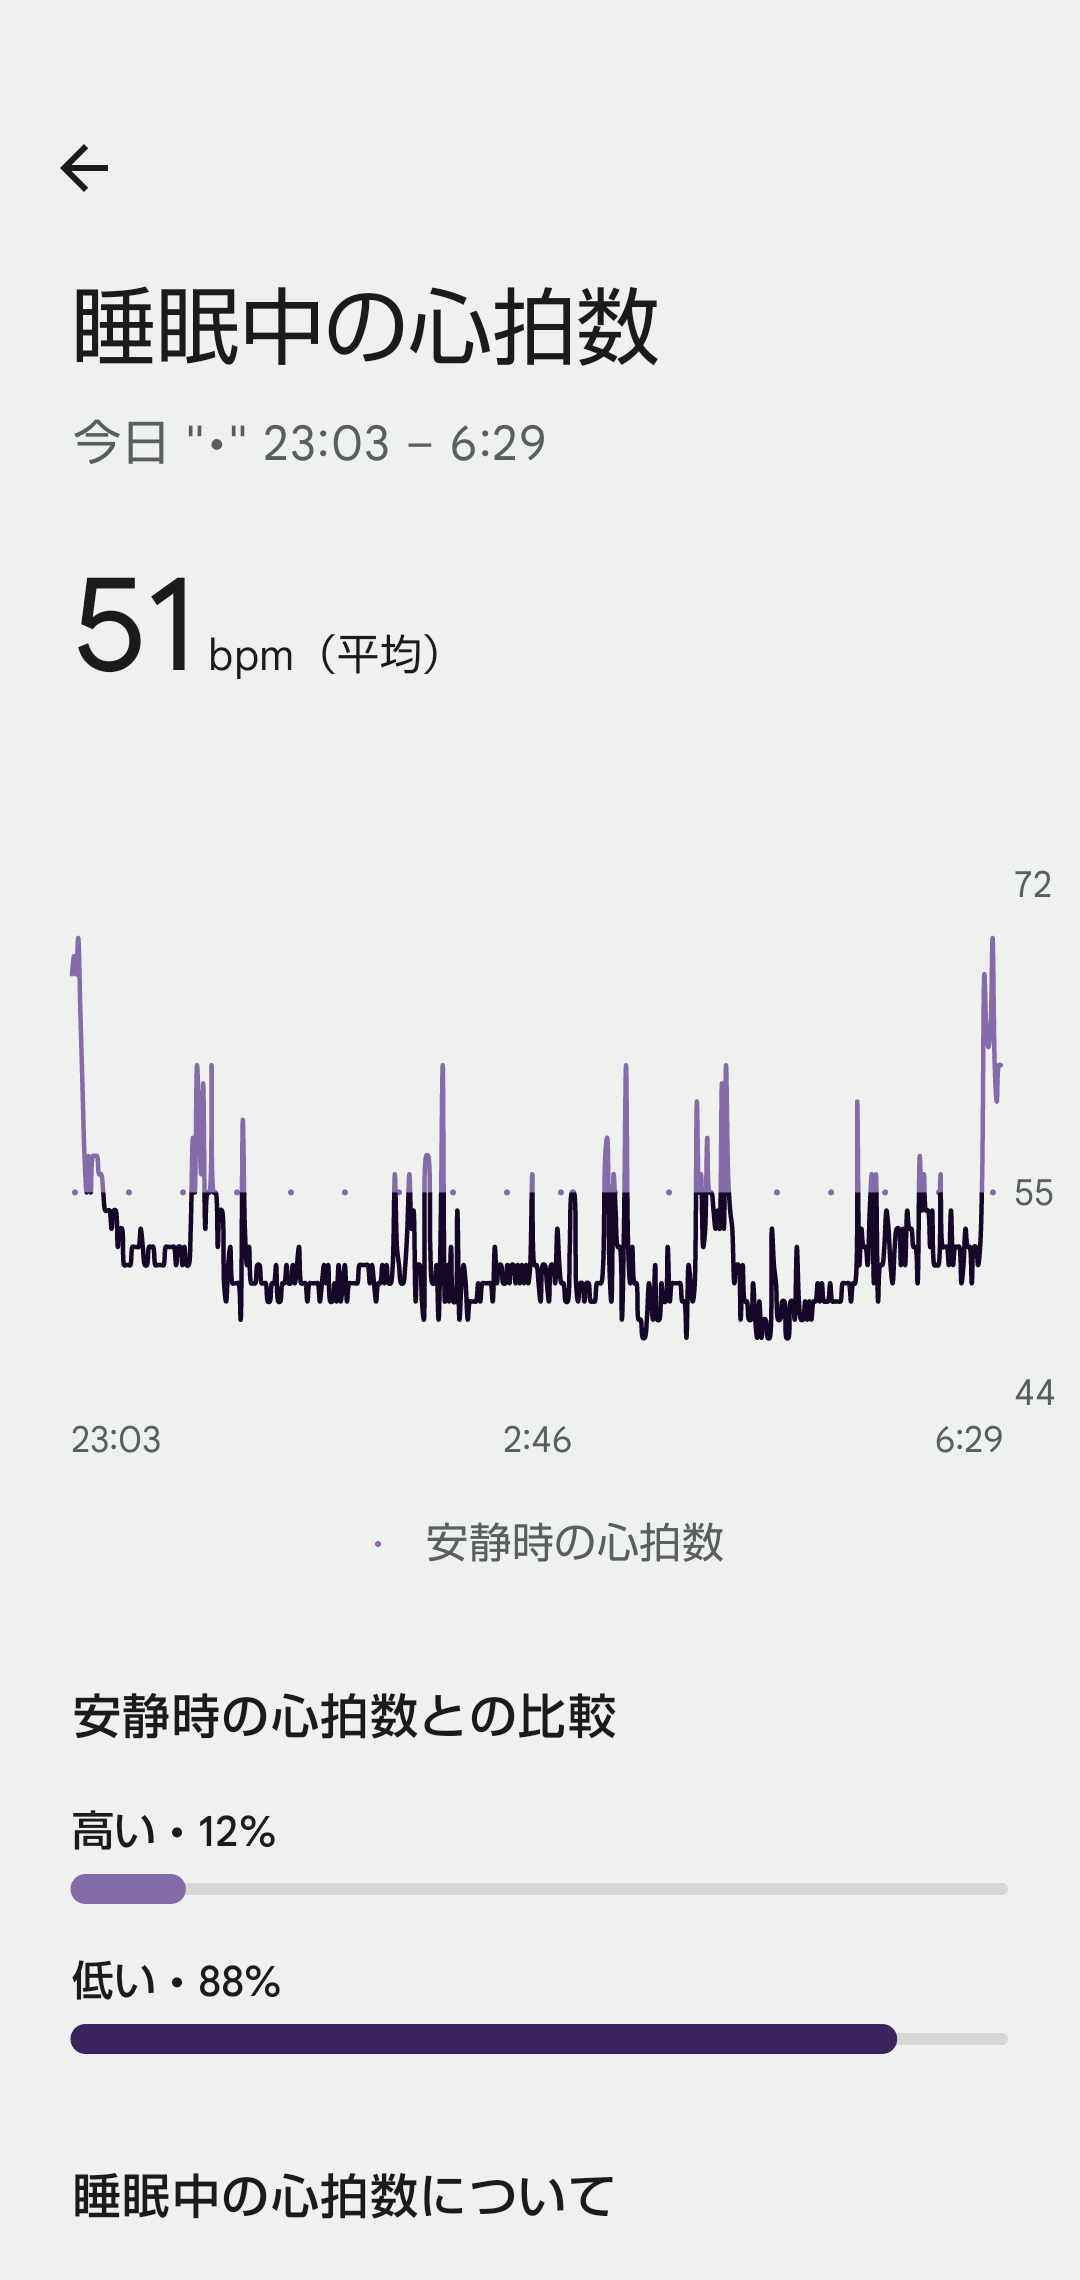 睡眠中の心拍数
今日 "•" 23:03 – 6:29
51 bpm（平均）
72
55
44
23:03 2:46 6:29
安静時の心拍数
安静時の心拍数との比較
高い・12%
低い・88%
睡眠中の心拍数について